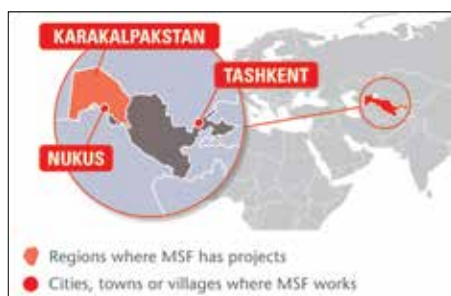 KARAKALPAKSTAN
TASHKENT
NUKUS
Regions where MSF has projects
Cities, towns or villages where MSF works